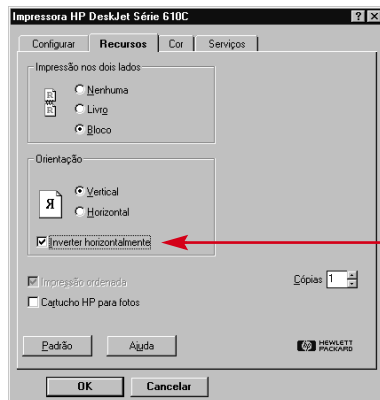 Impressora HP DeskJet Série 610C
Configurar Recursos Cor Serviços
Impressão nos dois lados
Nenhuma
Livro
Bloco
Orientação
Vertical
Horizontal
Inverter horizontalmente
Impressão ordenada
Cópias 1
Cartucho HP para fotos
Padrão Ajuda
HEWLETT
PACKARD
OK Cancelar